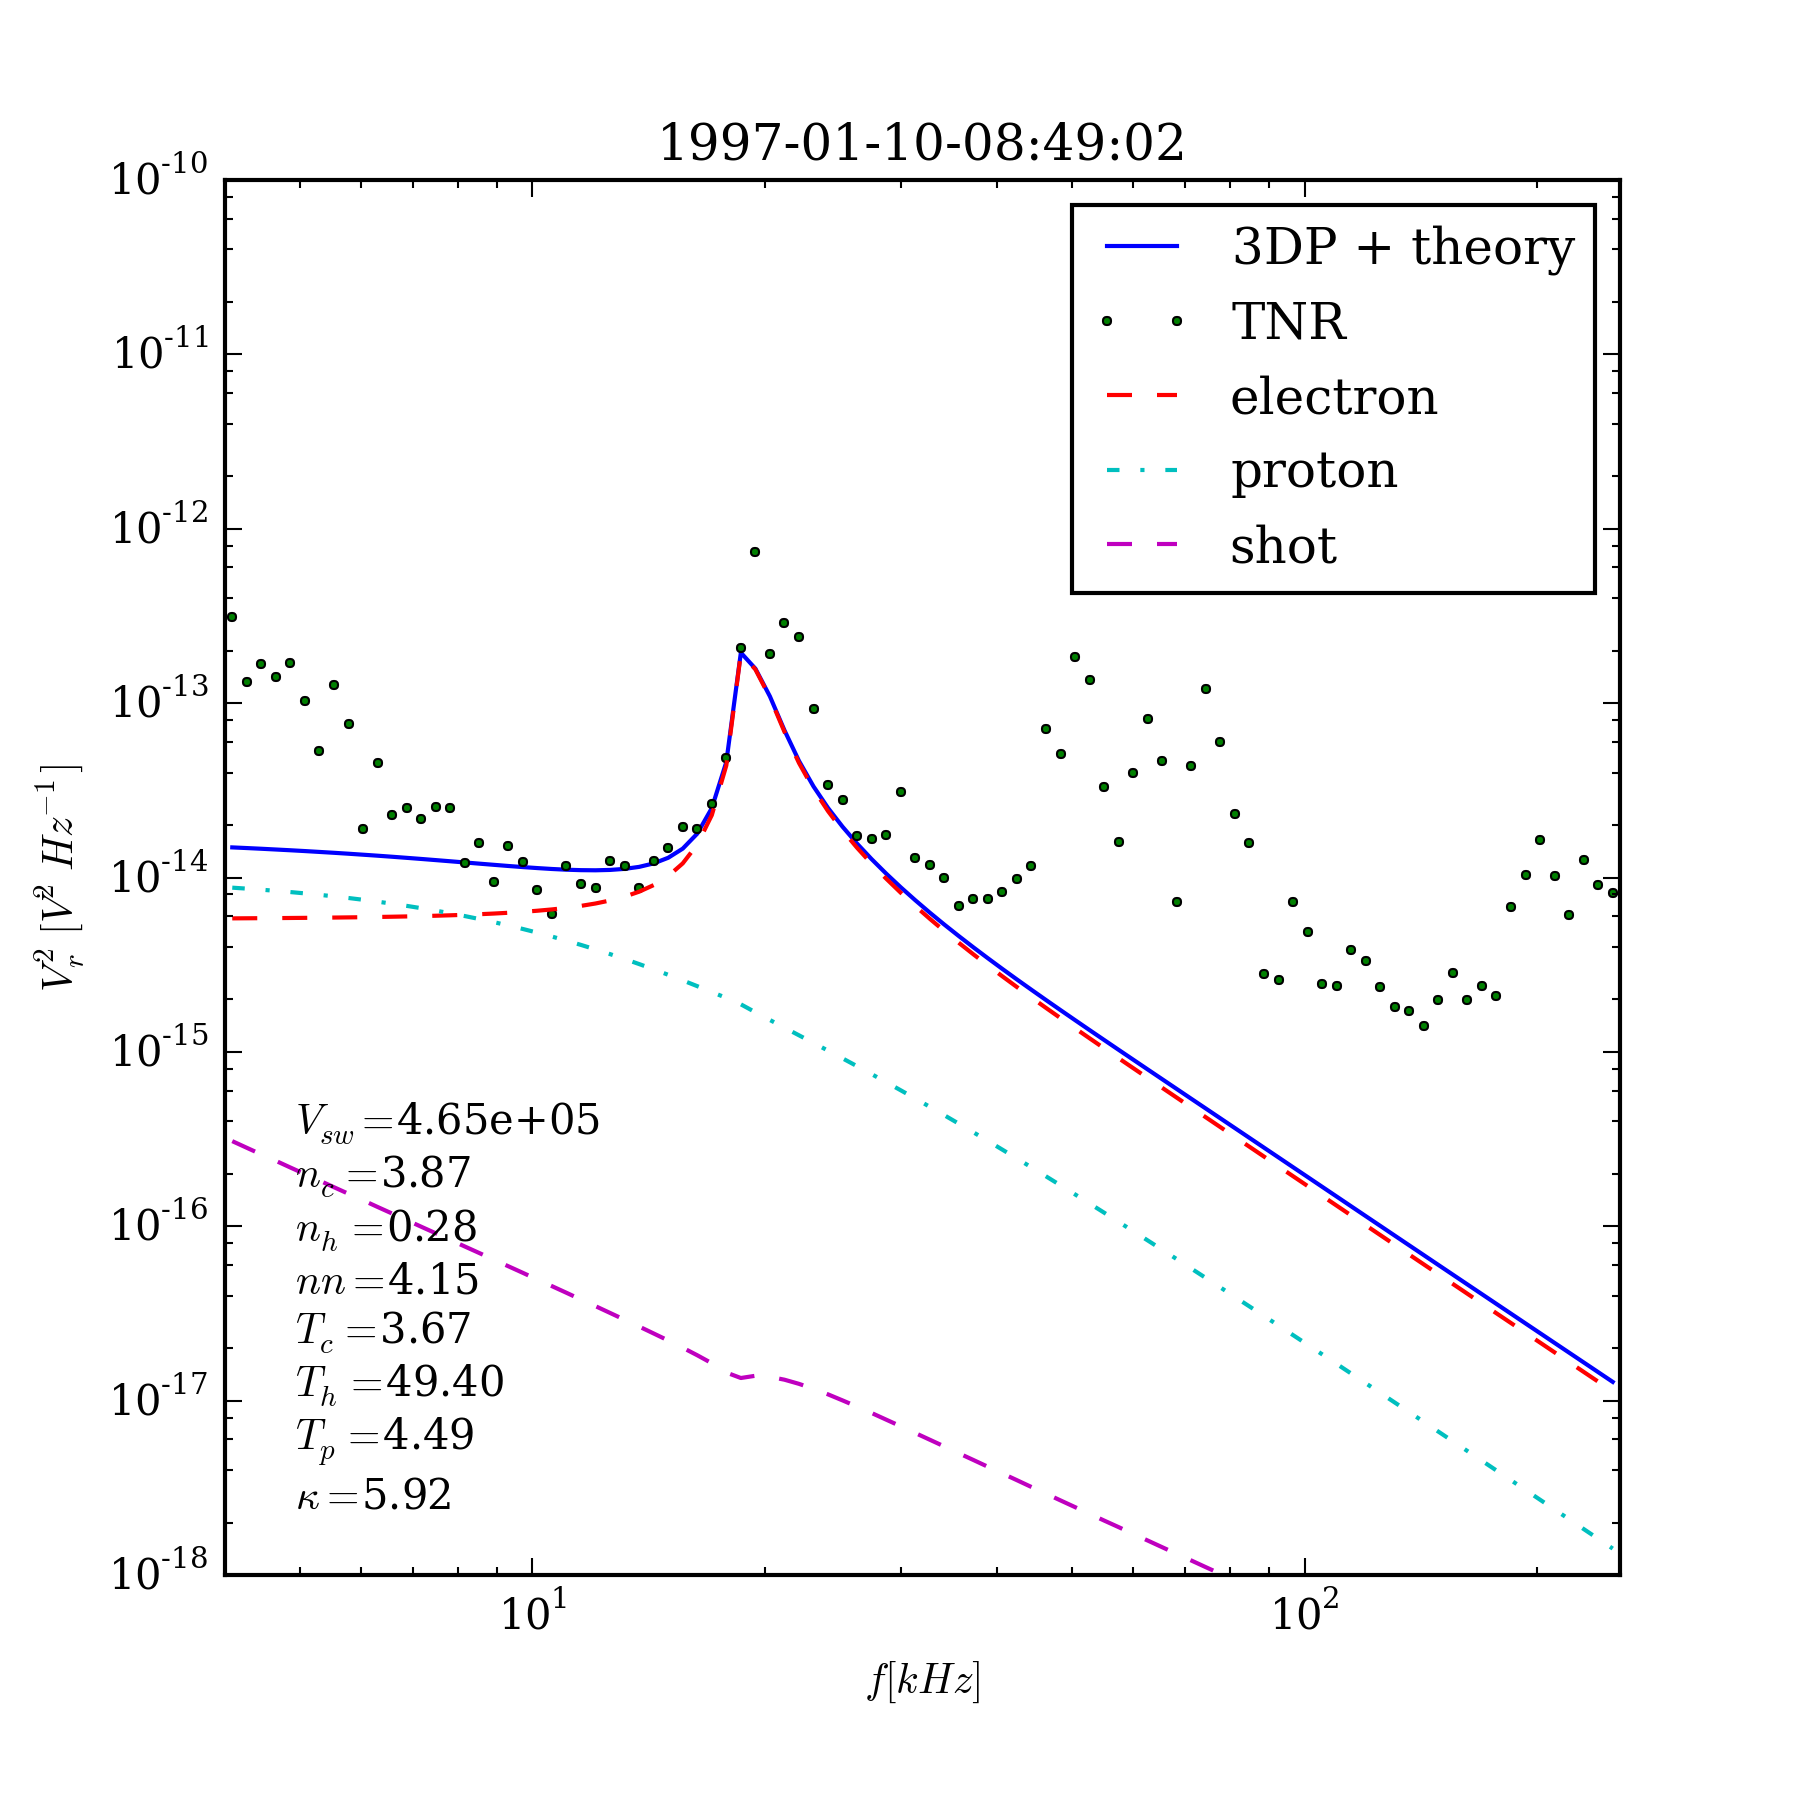 1997-01-10-08:49:02
10^-10
10^-11
10^-12
10^-13
10^-14
10^-15
10^-16
10^-17
10^-18
V_r^2 [V^2 Hz^-1]
3DP + theory
TNR
electron
proton
shot
V_sw=4.65e+05
n_c=3.87
n_h=0.28
nn=4.15
T_c=3.67
T_h=49.40
T_p=4.49
κ=5.92
10^1
10^2
f[kHz]